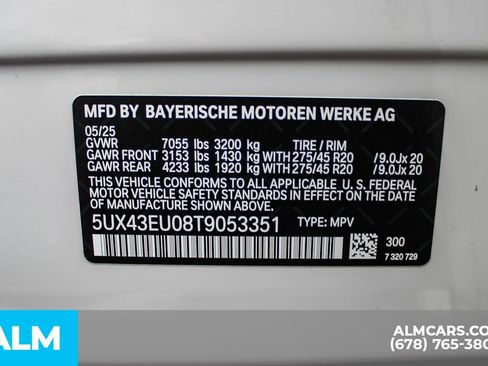 MFD BY BAYERISCHE MOTOREN WERKE AG
05/25
GVWR 7055 lbs 3200 kg TIRE / RIM
GAWR FRONT 3153 lbs 1430 kg WITH 275/45 R20 /9.0Jx 20
GAWR REAR 4233 lbs 1920 kg WITH 275/45 R20 /9.0Jx 20
THIS VEHICLE CONFORMS TO ALL APPLICABLE U. S. FEDERAL
MOTOR VEHICLE SAFETY STANDARDS IN EFFECT ON THE DATE
OF MANUFACTURE SHOWN ABOVE.
5UX43EU08T9053351 TYPE: MPV
300
7 320 729
ALM
ALMCARS.CO
(678) 765-380